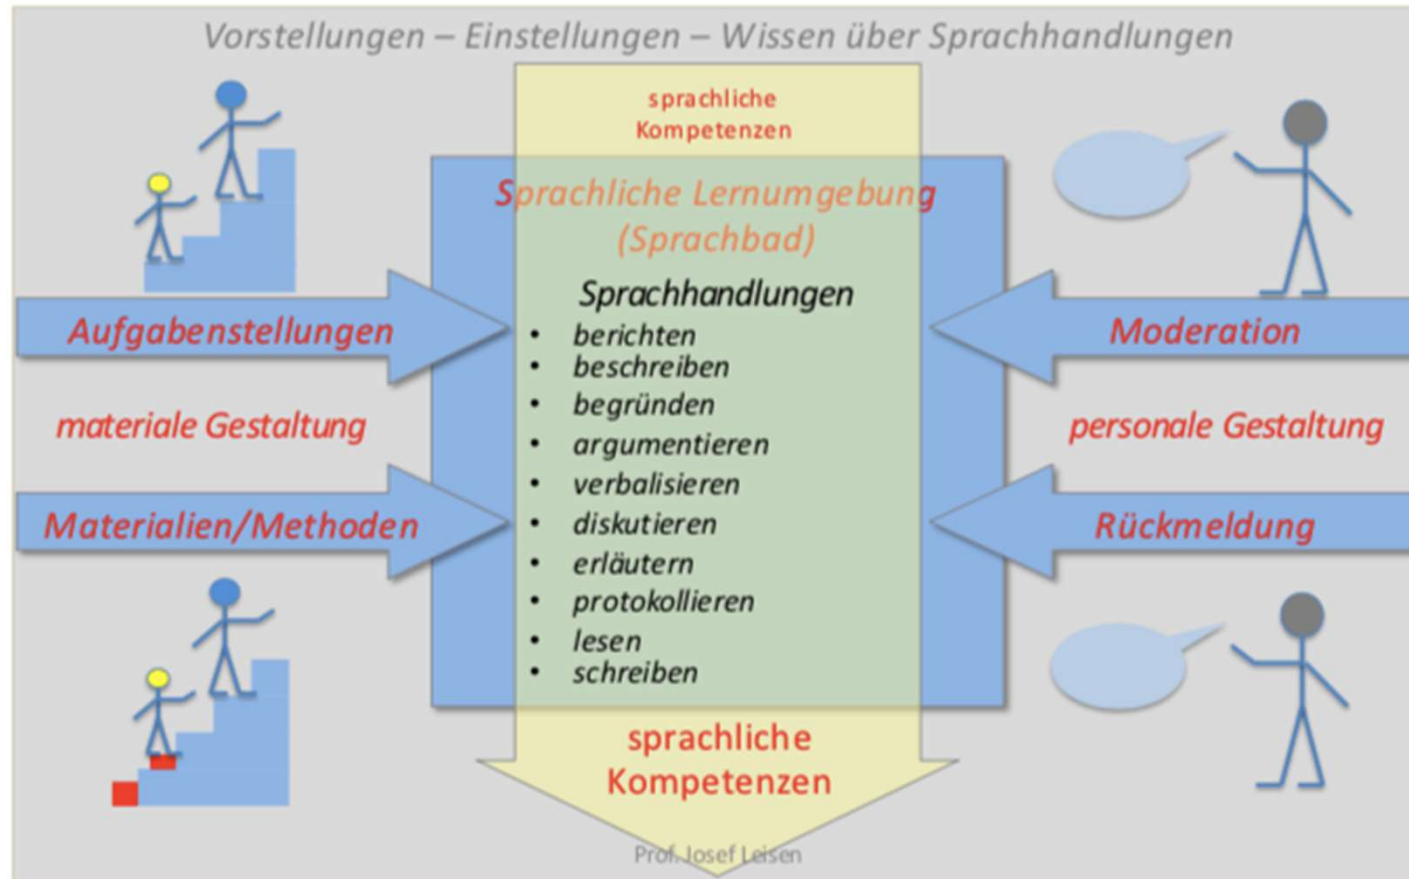 Vorstellungen – Einstellungen – Wissen über Sprachhandlungen
sprachliche
Kompetenzen
Sprachliche Lernumgebung
(Sprachbad)
Sprachhandlungen
• berichten
• beschreiben
• begründen
• argumentieren
• verbalisieren
• diskutieren
• erläutern
• protokollieren
• lesen
• schreiben
Aufgabenstellungen
materiale Gestaltung
Materialien/Methoden
Moderation
personale Gestaltung
Rückmeldung
sprachliche
Kompetenzen
Prof. Josef Leisen